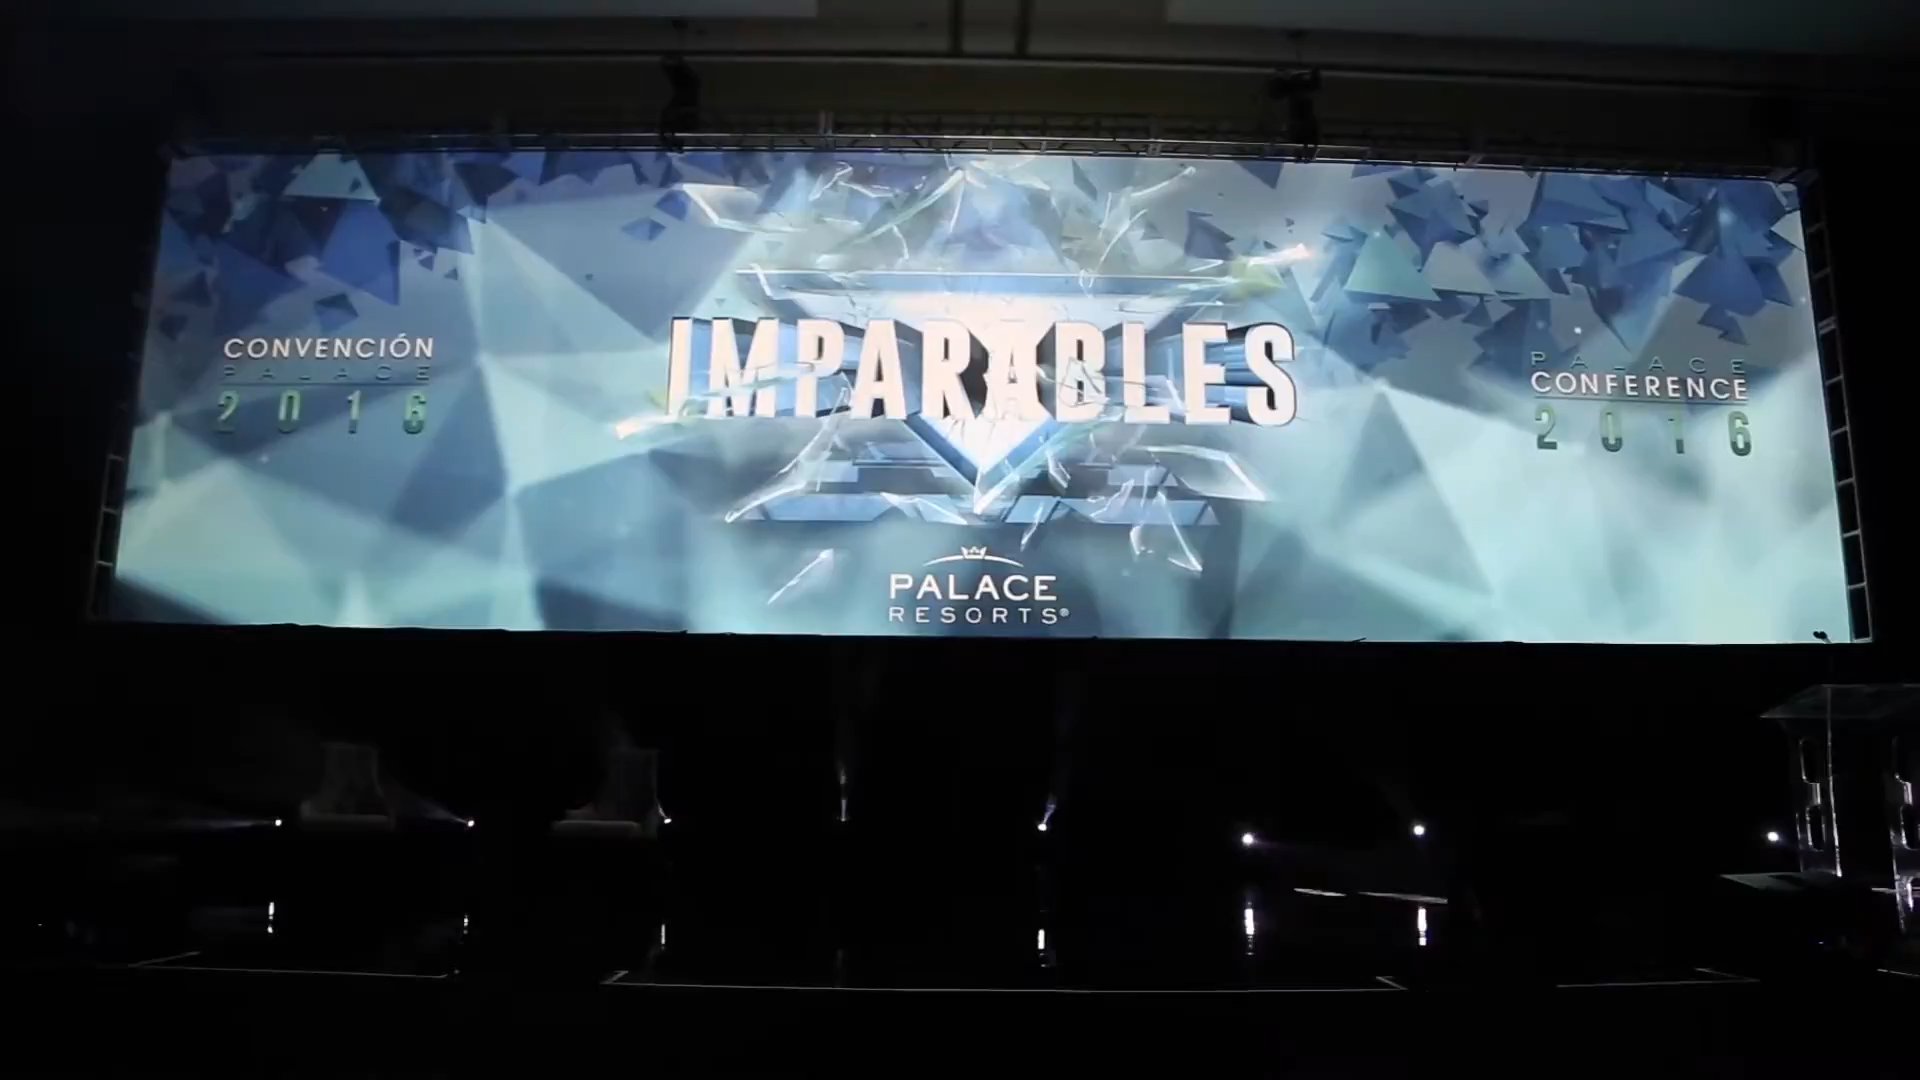 CONVENCIÓN
PALACE
2016
IMPARABLES
PALACE
CONFERENCE
2016
PALACE
RESORTS®